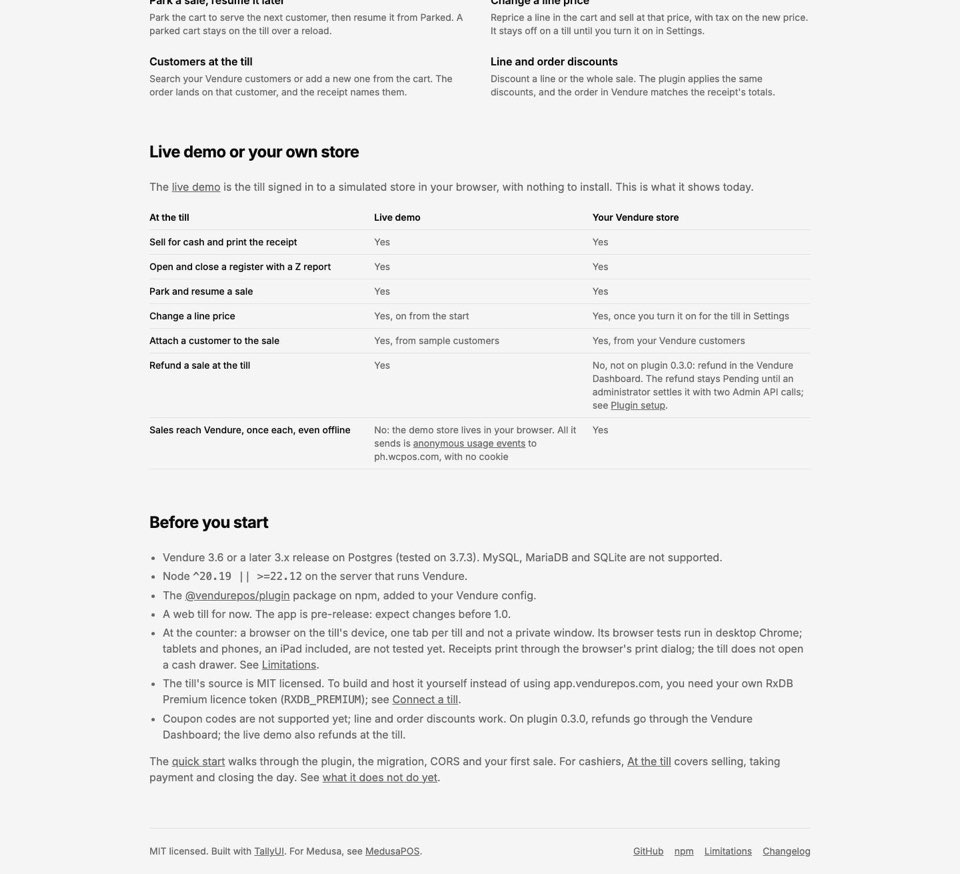 Park a sale, resume it later
Park the cart to serve the next customer, then resume it from Parked. A
parked cart stays on the till over a reload.
Change a line price
Reprice a line in the cart and sell at that price, with tax on the new price.
It stays off on a till until you turn it on in Settings.
Customers at the till
Search your Vendure customers or add a new one from the cart. The
order lands on that customer, and the receipt names them.
Line and order discounts
Discount a line or the whole sale. The plugin applies the same
discounts, and the order in Vendure matches the receipt's totals.
Live demo or your own store
The live demo is the till signed in to a simulated store in your browser, with nothing to install. This is what it shows today.
At the till Live demo Your Vendure store
Sell for cash and print the receipt Yes Yes
Open and close a register with a Z report Yes Yes
Park and resume a sale Yes Yes
Change a line price Yes, on from the start Yes, once you turn it on for the till in Settings
Attach a customer to the sale Yes, from sample customers Yes, from your Vendure customers
Refund a sale at the till Yes No, not on plugin 0.3.0: refund in the Vendure
Dashboard. The refund stays Pending until an
administrator settles it with two Admin API calls;
see Plugin setup.
Sales reach Vendure, once each, even offline No: the demo store lives in your browser. All it Yes
sends is anonymous usage events to
ph.wcpos.com, with no cookie
Before you start
• Vendure 3.6 or a later 3.x release on Postgres (tested on 3.7.3). MySQL, MariaDB and SQLite are not supported.
• Node ^20.19 || >=22.12 on the server that runs Vendure.
• The @vendurepos/plugin package on npm, added to your Vendure config.
• A web till for now. The app is pre-release: expect changes before 1.0.
• At the counter: a browser on the till's device, one tab per till and not a private window. Its browser tests run in desktop Chrome;
tablets and phones, an iPad included, are not tested yet. Receipts print through the browser's print dialog; the till does not open
a cash drawer. See Limitations.
• The till's source is MIT licensed. To build and host it yourself instead of using app.vendurepos.com, you need your own RxDB
Premium licence token (RXDB_PREMIUM); see Connect a till.
• Coupon codes are not supported yet; line and order discounts work. On plugin 0.3.0, refunds go through the Vendure
Dashboard; the live demo also refunds at the till.
The quick start walks through the plugin, the migration, CORS and your first sale. For cashiers, At the till covers selling, taking
payment and closing the day. See what it does not do yet.
MIT licensed. Built with TallyUI. For Medusa, see MedusaPOS.
GitHub npm Limitations Changelog